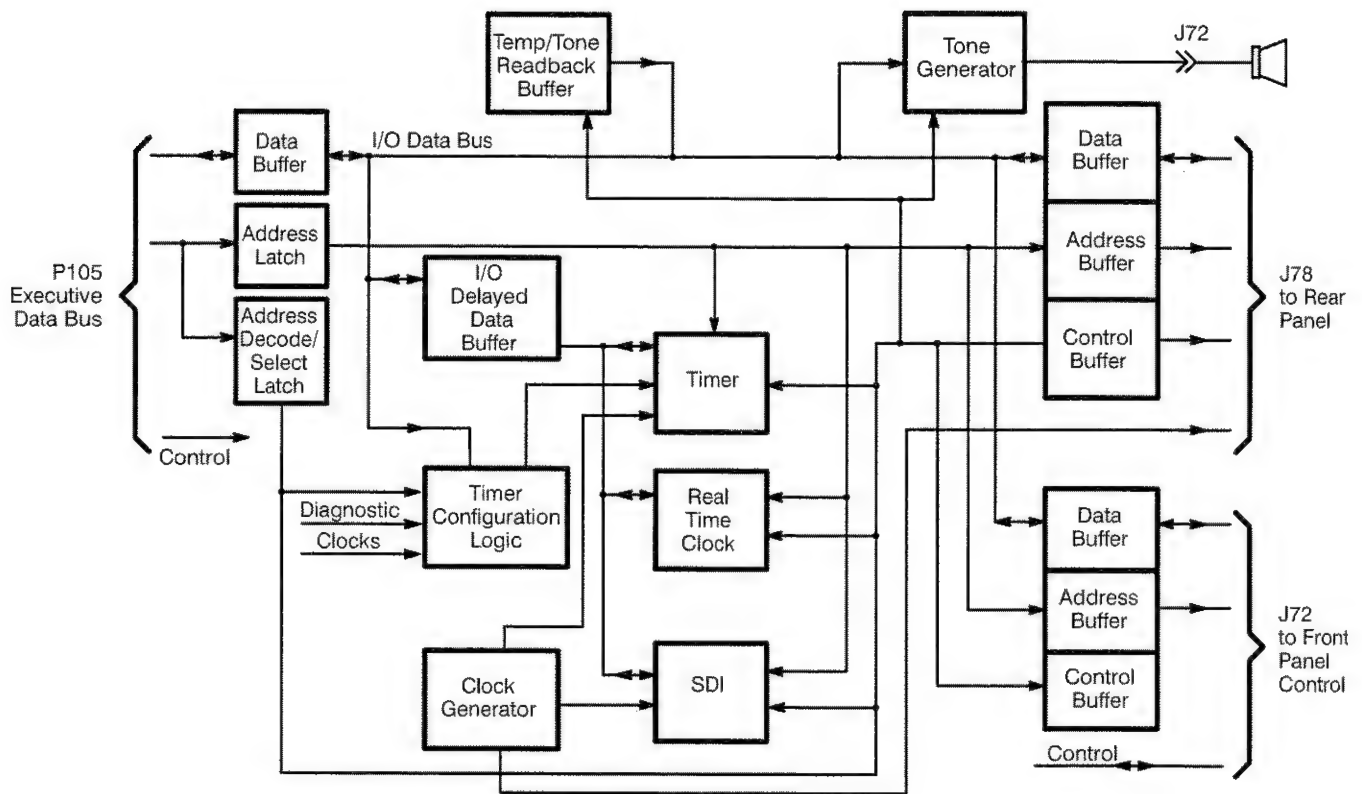 Temp/Tone
Readback
Buffer
Tone
Generator
J72
Data
Buffer
I/O Data Bus
Data
Buffer
Address
Latch
Address
Buffer
P105
Executive
Data Bus
I/O
Delayed
Data
Buffer
J78
to Rear
Panel
Address
Decode/
Select
Latch
Control
Buffer
Timer
Control
Timer
Configuration
Logic
Diagnostic
Clocks
Real
Time
Clock
Data
Buffer
Address
Buffer
J72
to Front
Panel
Control
Clock
Generator
SDI
Control
Buffer
Control